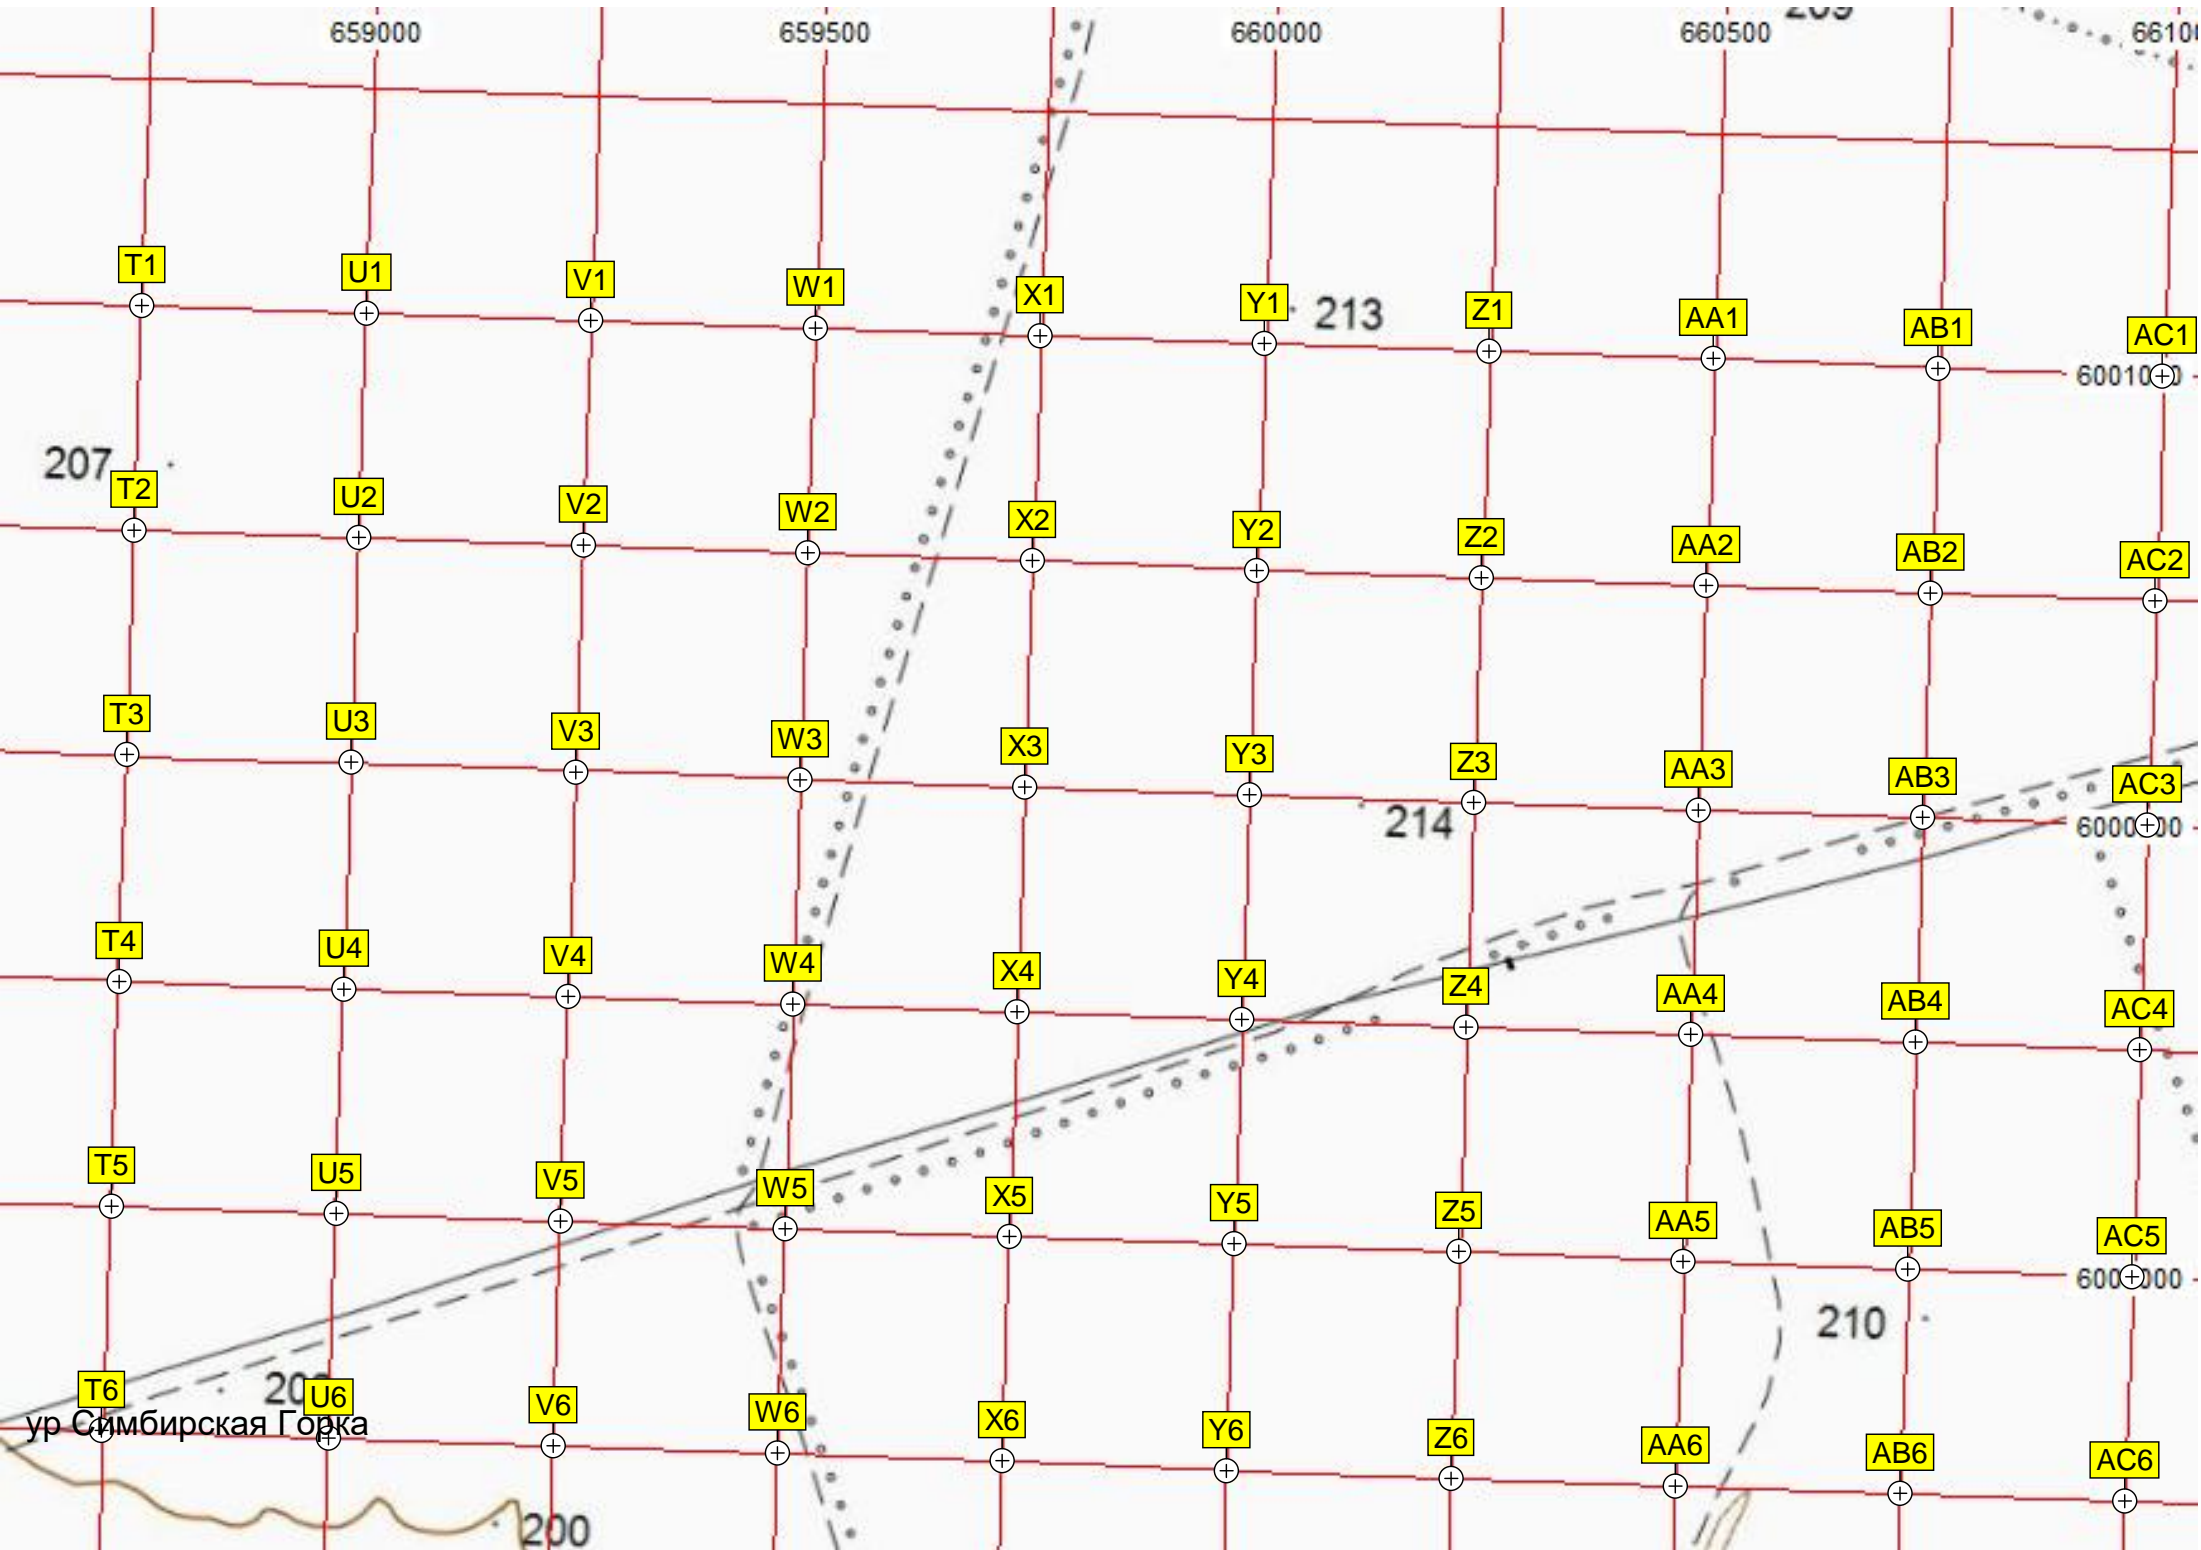 659000 659500 660000 660500
T1 U1 V1 W1 X1 Y1 213 Z1 AA1 AB1 AC1
207 T2 U2 V2 W2 X2 Y2 Z2 AA2 AB2 AC2
T3 U3 V3 W3 X3 Y3 Z3 AA3 AB3 AC3
214
T4 U4 V4 W4 X4 Y4 Z4 AA4 AB4 AC4
T5 U5 V5 W5 X5 Y5 Z5 AA5 AB5 AC5
210
T6 U6 V6 W6 X6 Y6 Z6 AA6 AB6 AC6
ур Симбирская Горка
200